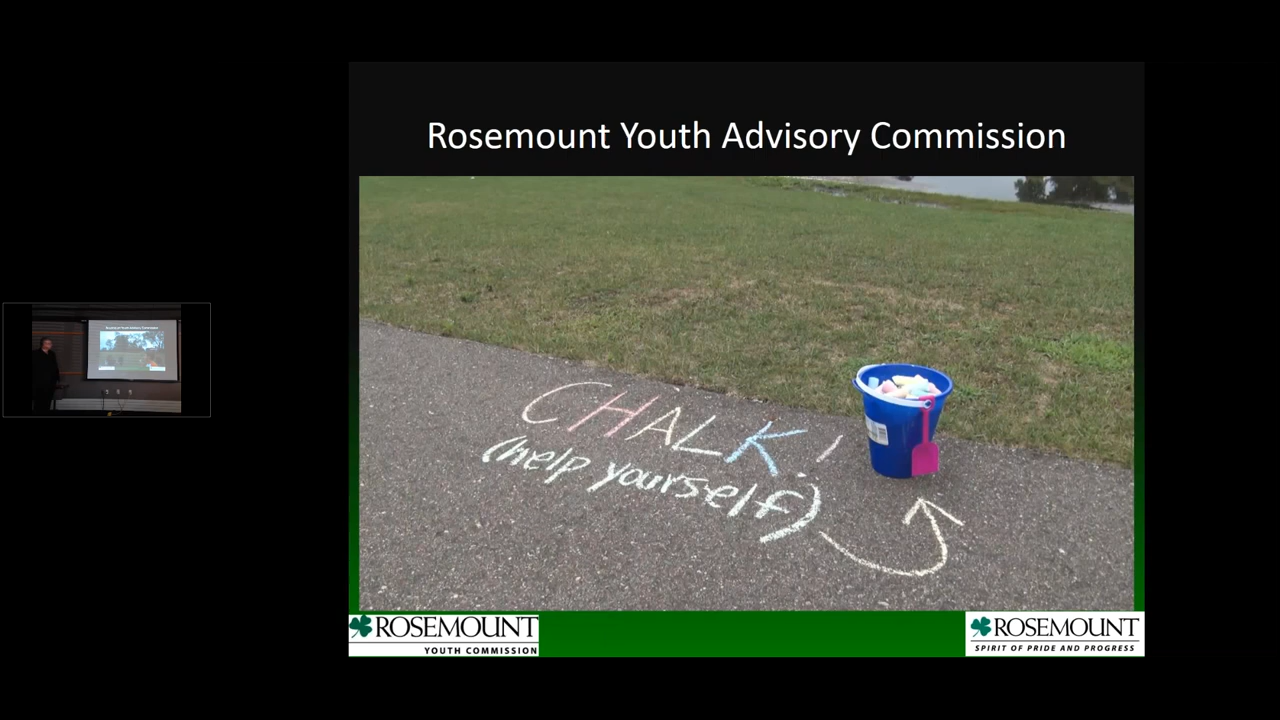 Rosemount Youth Advisory Commission
CHALK!
(help yourself)
ROSEMOUNT
YOUTH COMMISSION
ROSEMOUNT
SPIRIT OF PRIDE AND PROGRESS